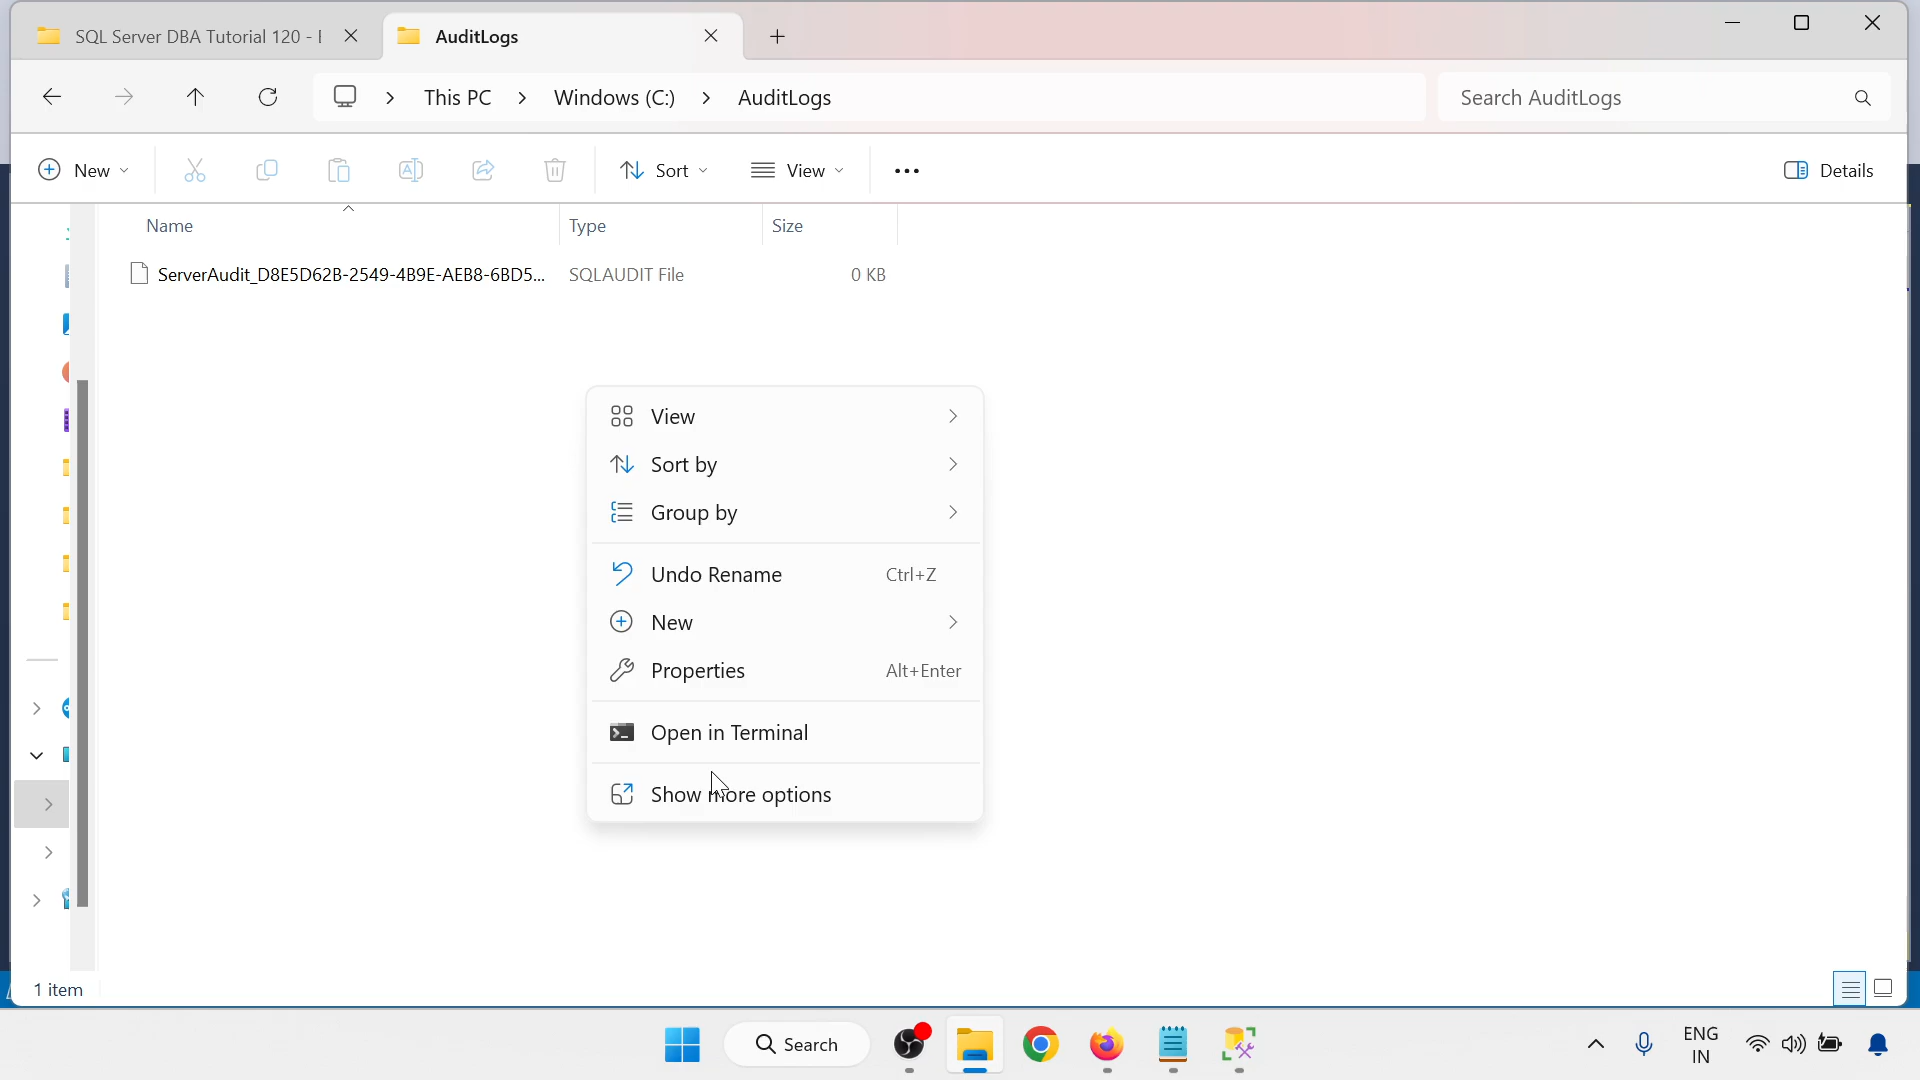 SQL Server DBA Tutorial 120 -
AuditLogs
This PC > Windows (C:) > AuditLogs
Search AuditLogs
New
Sort
View
Details
Name
Type
Size
ServerAudit_D8E5D62B-2549-4B9E-AEB8-6BD5...
SQLAUDIT File
0 KB
View
Sort by
Group by
Undo Rename Ctrl+Z
New
Properties Alt+Enter
Open in Terminal
Show more options
1 item
Search
ENG
IN